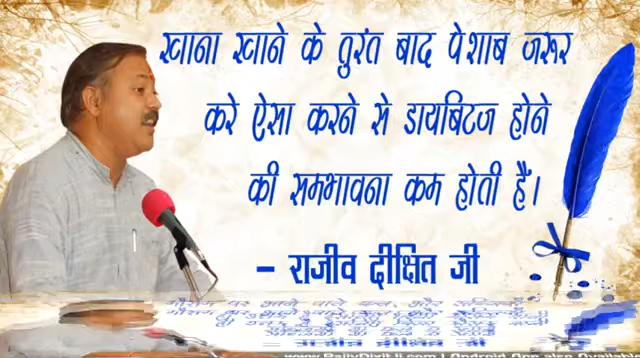 खाना खाने के तुरंत बाद पेशाब जरूर
करे ऐसा करने से डायबिटज होने
की सम्भावना कम होती हैं।
– राजीव दीक्षित जी